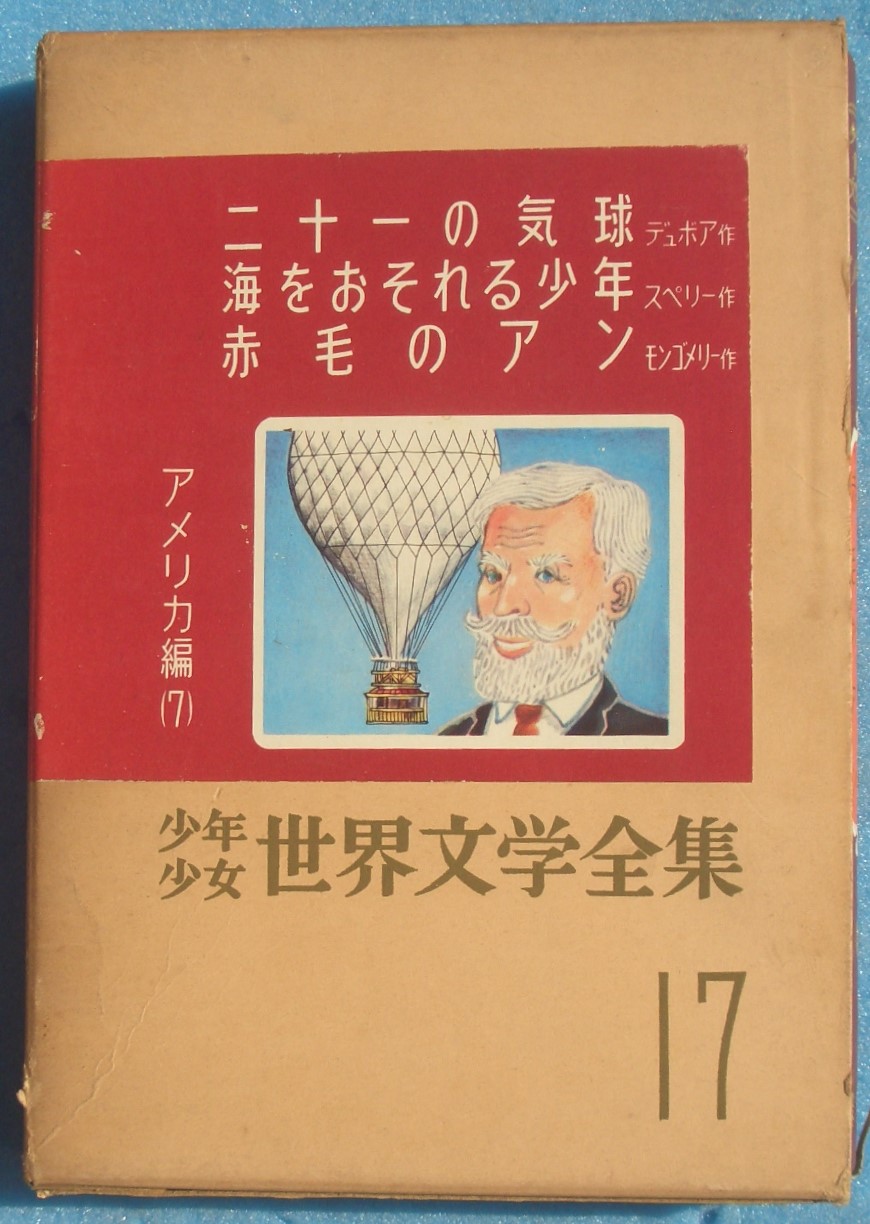 二十一の気球 デュボア作
海をおそれる少年 スペリー作
赤毛のアン モンゴメリー作
アメリカ編(7)
少年少女世界文学全集
17